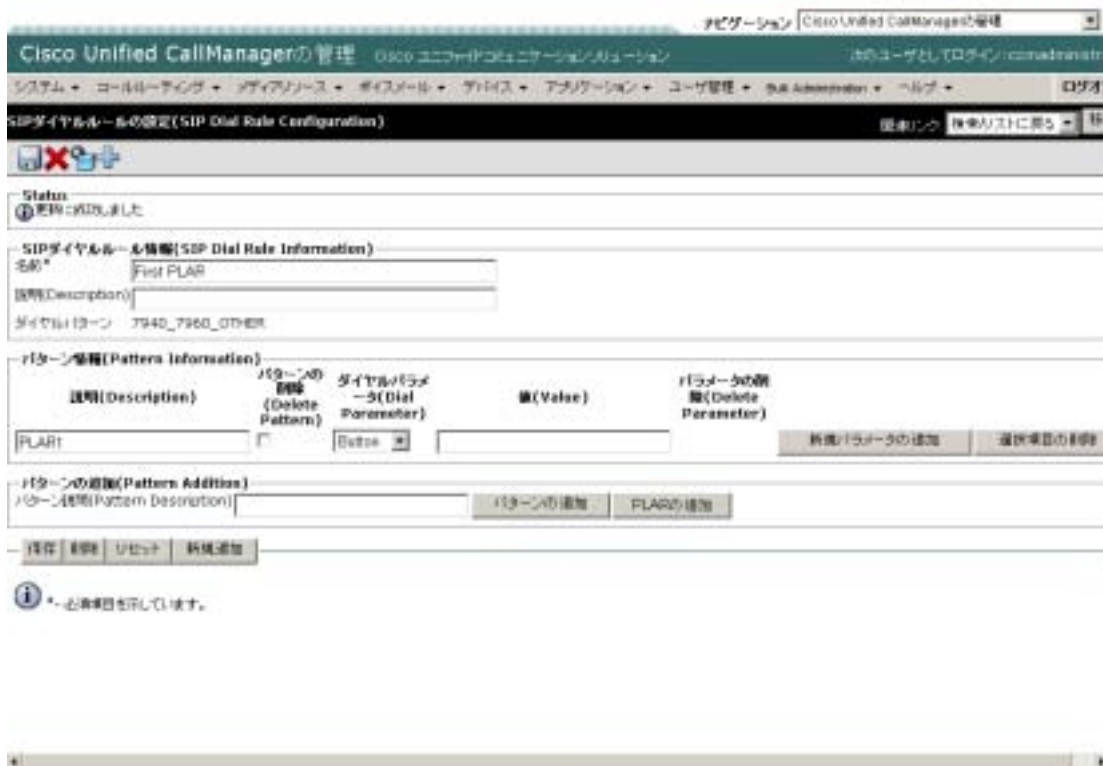 ナビゲーション Cisco Unified CallManagerの管理
Cisco Unified CallManagerの管理 Cisco ユニファイドコミュニケーションソリューション 次のユーザとしてログイン: ccmadministr
システム コールルーティング メディアリソース ボイスメール デバイス アプリケーション ユーザ管理 Bulk Administration ヘルプ ログオ
SIPダイヤルルールの設定(SIP Dial Rule Configuration) 関連リンク 検索/リストに戻る 移
Status
更新に成功しました
SIPダイヤルルール情報(SIP Dial Rule Information)
名前* First PLAR
説明(Description)
ダイヤルパターン 7940_7960_OTHER
パターン情報(Pattern Information)
説明(Description) パターンの削除(Delete Pattern) ダイヤルパラメータ(Dial Parameter) 値(Value) パラメータの削除(Delete Parameter)
PLAR1 Button 新規パラメータの追加 選択項目の削除
パターンの追加(Pattern Addition)
パターン説明(Pattern Description) パターンの追加 PLARの追加
保存 削除 リセット 新規追加
*- 必須項目を示しています。